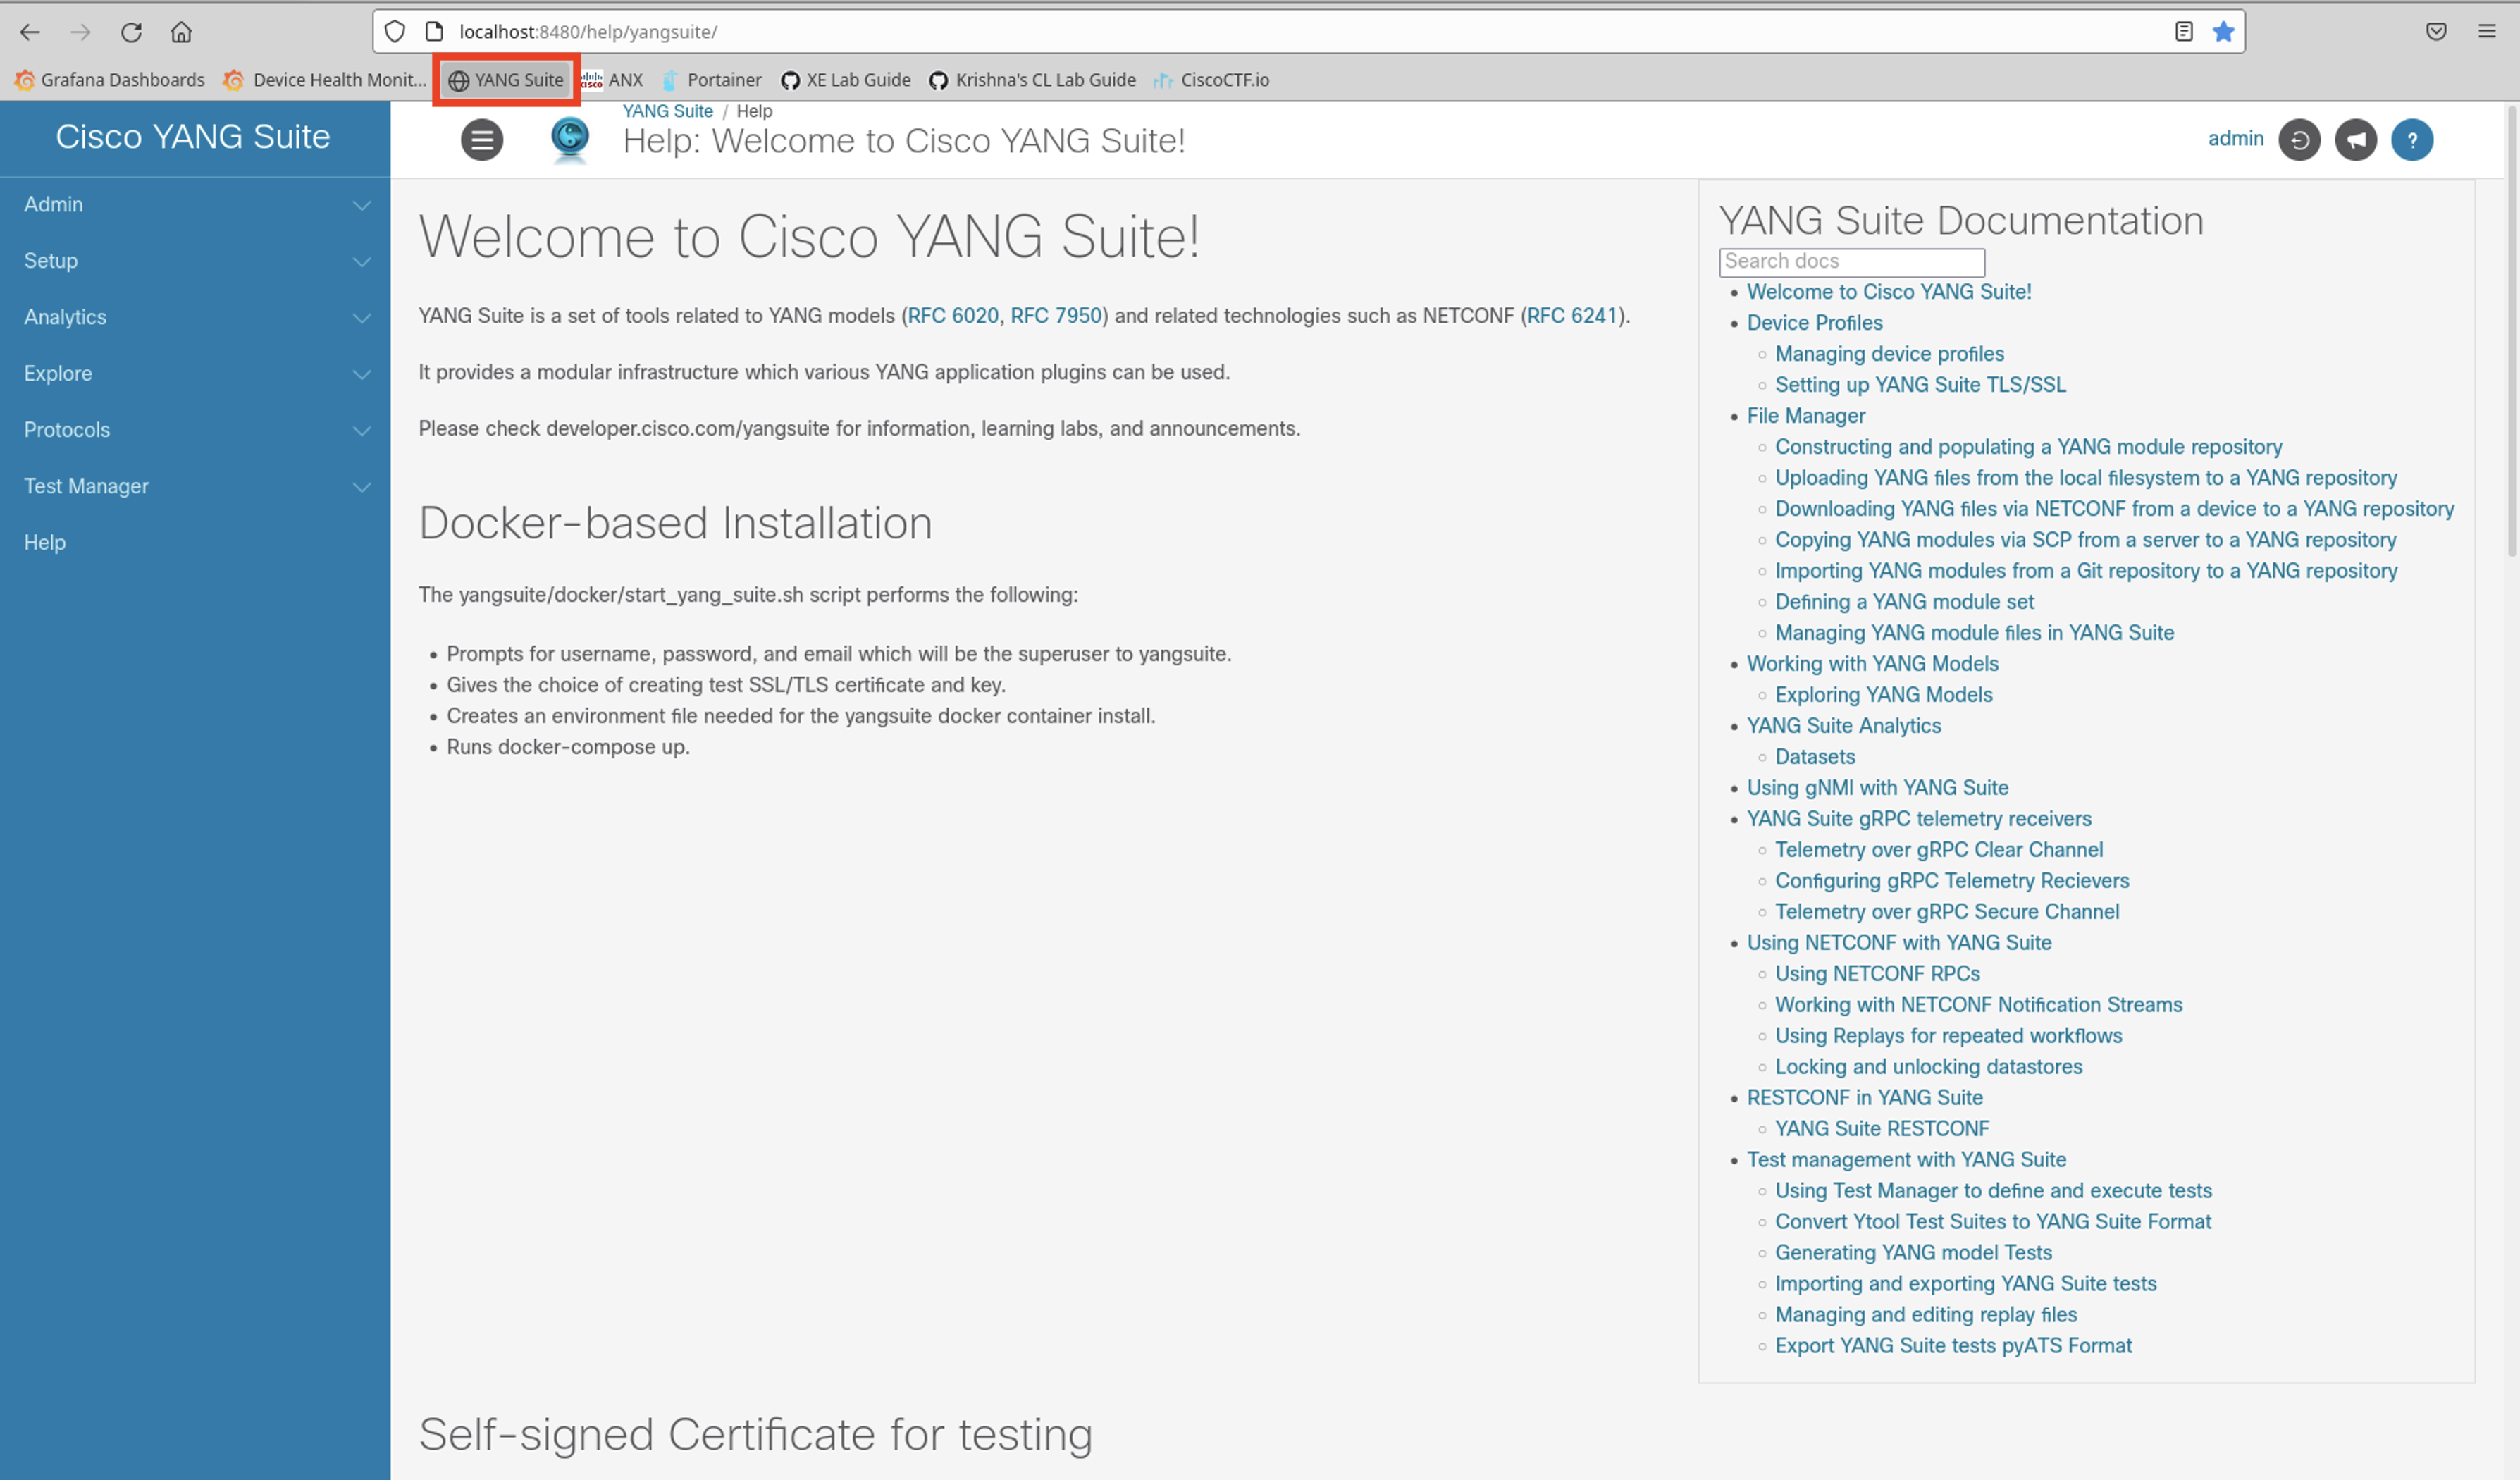 localhost:8480/help/yangsuite/
Grafana Dashboards
Device Health Monit...
YANG Suite
cisco
ANX
Portainer
XE Lab Guide
Krishna's CL Lab Guide
CiscoCTF.io
Cisco YANG Suite
Admin
Setup
Analytics
Explore
Protocols
Test Manager
Help
YANG Suite / Help
Help: Welcome to Cisco YANG Suite!
admin
?
Welcome to Cisco YANG Suite!
YANG Suite is a set of tools related to YANG models (RFC 6020, RFC 7950) and related technologies such as NETCONF (RFC 6241).
It provides a modular infrastructure which various YANG application plugins can be used.
Please check developer.cisco.com/yangsuite for information, learning labs, and announcements.
Docker-based Installation
The yangsuite/docker/start_yang_suite.sh script performs the following:
• Prompts for username, password, and email which will be the superuser to yangsuite.
• Gives the choice of creating test SSL/TLS certificate and key.
• Creates an environment file needed for the yangsuite docker container install.
• Runs docker-compose up.
Self-signed Certificate for testing
YANG Suite Documentation
Search docs
• Welcome to Cisco YANG Suite!
• Device Profiles
◦ Managing device profiles
◦ Setting up YANG Suite TLS/SSL
• File Manager
◦ Constructing and populating a YANG module repository
◦ Uploading YANG files from the local filesystem to a YANG repository
◦ Downloading YANG files via NETCONF from a device to a YANG repository
◦ Copying YANG modules via SCP from a server to a YANG repository
◦ Importing YANG modules from a Git repository to a YANG repository
◦ Defining a YANG module set
◦ Managing YANG module files in YANG Suite
• Working with YANG Models
◦ Exploring YANG Models
• YANG Suite Analytics
◦ Datasets
• Using gNMI with YANG Suite
• YANG Suite gRPC telemetry receivers
◦ Telemetry over gRPC Clear Channel
◦ Configuring gRPC Telemetry Recievers
◦ Telemetry over gRPC Secure Channel
• Using NETCONF with YANG Suite
◦ Using NETCONF RPCs
◦ Working with NETCONF Notification Streams
◦ Using Replays for repeated workflows
◦ Locking and unlocking datastores
• RESTCONF in YANG Suite
◦ YANG Suite RESTCONF
• Test management with YANG Suite
◦ Using Test Manager to define and execute tests
◦ Convert Ytool Test Suites to YANG Suite Format
◦ Generating YANG model Tests
◦ Importing and exporting YANG Suite tests
◦ Managing and editing replay files
◦ Export YANG Suite tests pyATS Format